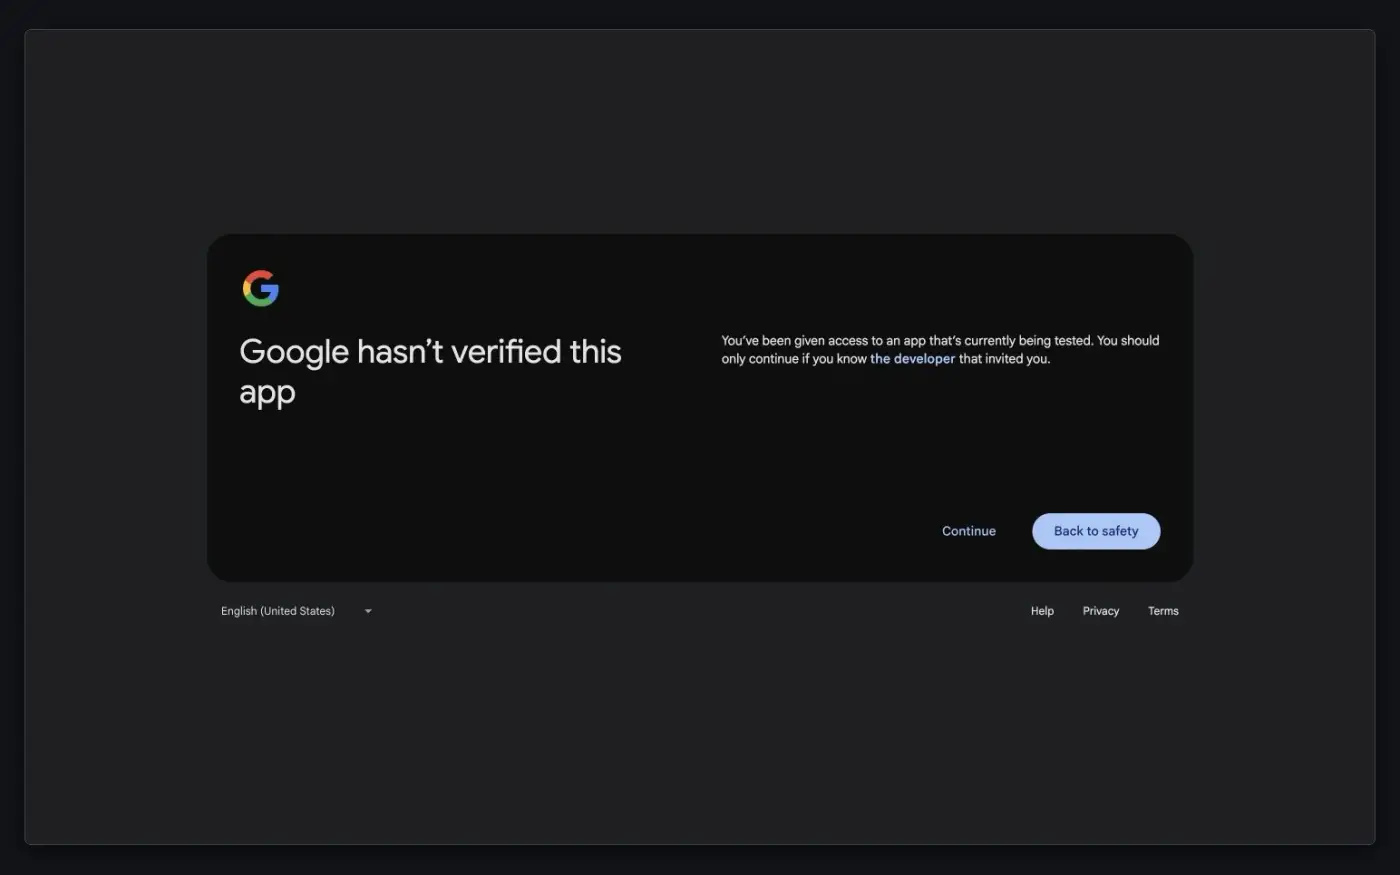 Google hasn’t verified this
app
You’ve been given access to an app that’s currently being tested. You should
only continue if you know the developer that invited you.
Continue
Back to safety
English (United States)
Help
Privacy
Terms